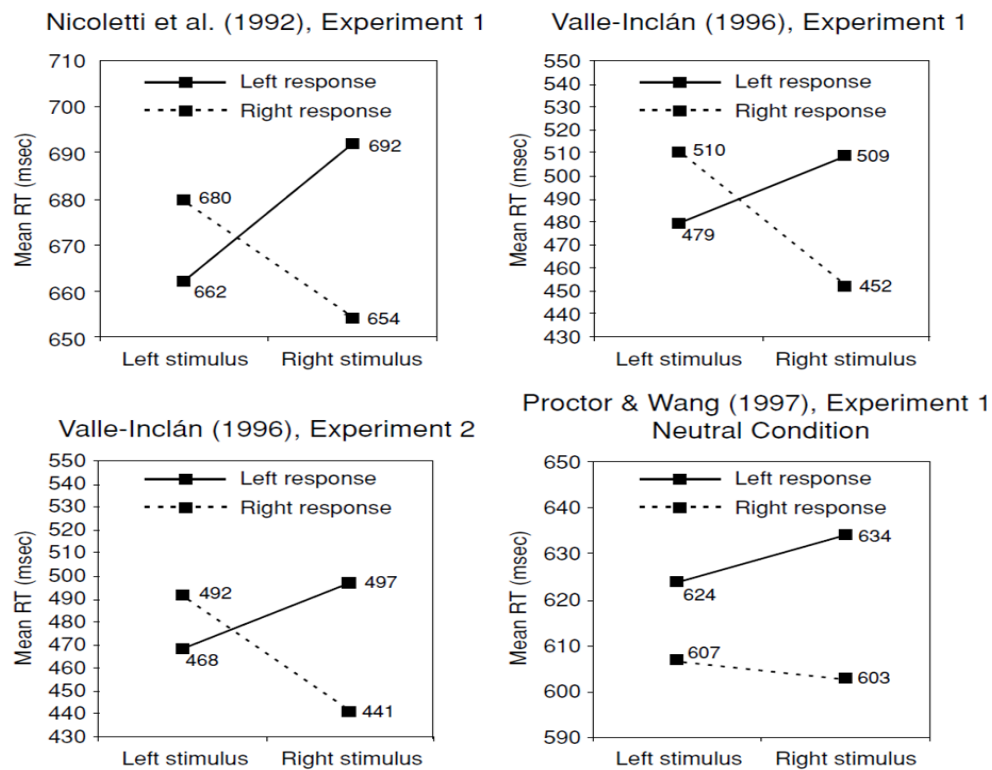 Nicoletti et al. (1992), Experiment 1
Mean RT (msec)
710
700
690
680
670
660
650
Left response
Right response
692
680
662
654
Left stimulus Right stimulus
Valle-Inclán (1996), Experiment 1
Mean RT (msec)
550
540
530
520
510
500
490
480
470
460
450
440
430
Left response
Right response
510
509
479
452
Left stimulus Right stimulus
Valle-Inclán (1996), Experiment 2
Mean RT (msec)
550
540
530
520
510
500
490
480
470
460
450
440
430
Left response
Right response
492
497
468
441
Left stimulus Right stimulus
Proctor & Wang (1997), Experiment 1
Neutral Condition
Mean RT (msec)
650
640
630
620
610
600
590
Left response
Right response
634
624
607
603
Left stimulus Right stimulus